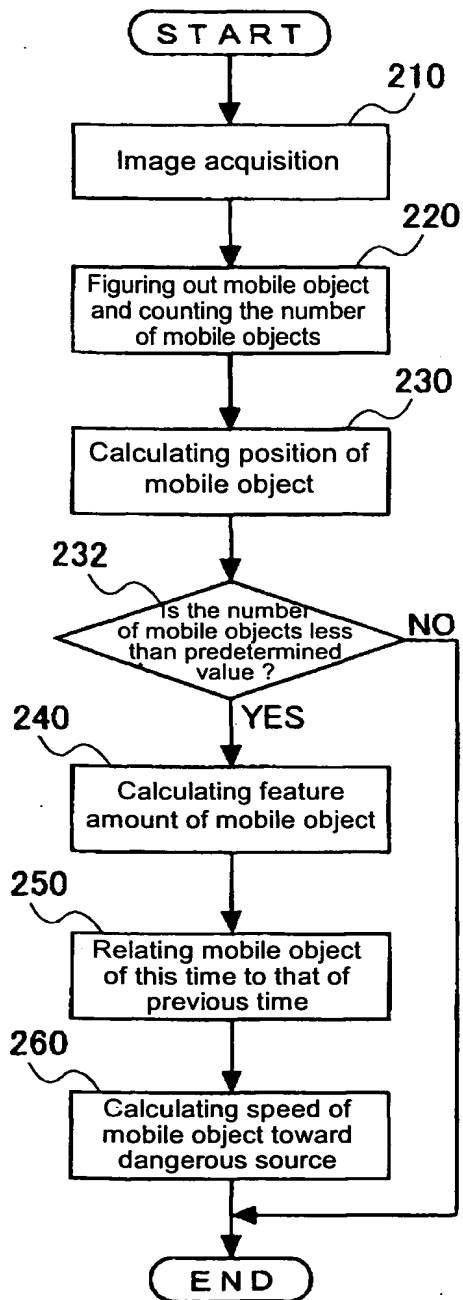 START
210
Image acquisition
220
Figuring out mobile object
and counting the number
of mobile objects
230
Calculating position of
mobile object
232
Is the number
of mobile objects less
than predetermined
value ?
NO
YES
240
Calculating feature
amount of mobile object
250
Relating mobile object
of this time to that of
previous time
260
Calculating speed of
mobile object toward
dangerous source
END